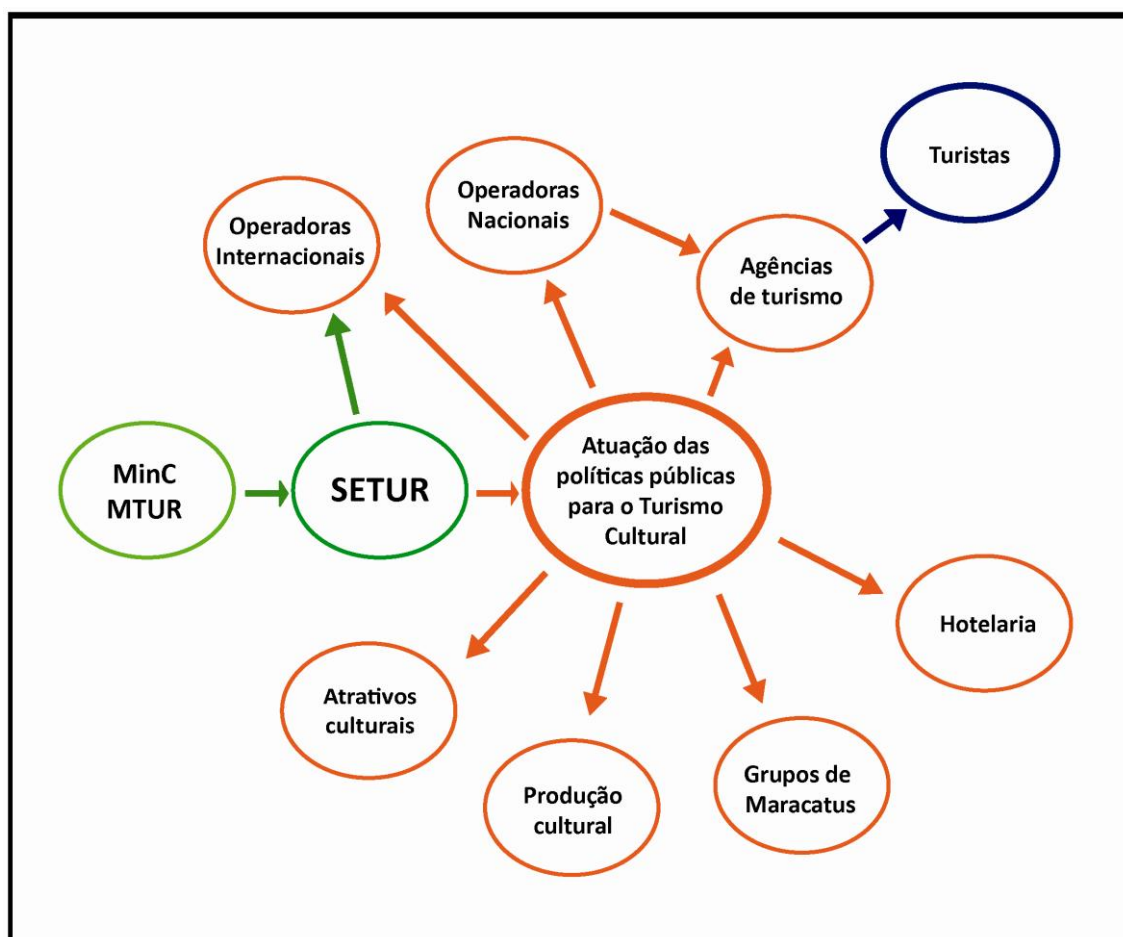 Turistas
Operadoras
Nacionais
Operadoras
Internacionais
Agências
de turismo
MinC
MTUR
SETUR
Atuação das
políticas públicas
para o Turismo
Cultural
Hotelaria
Atrativos
culturais
Produção
cultural
Grupos de
Maracatus